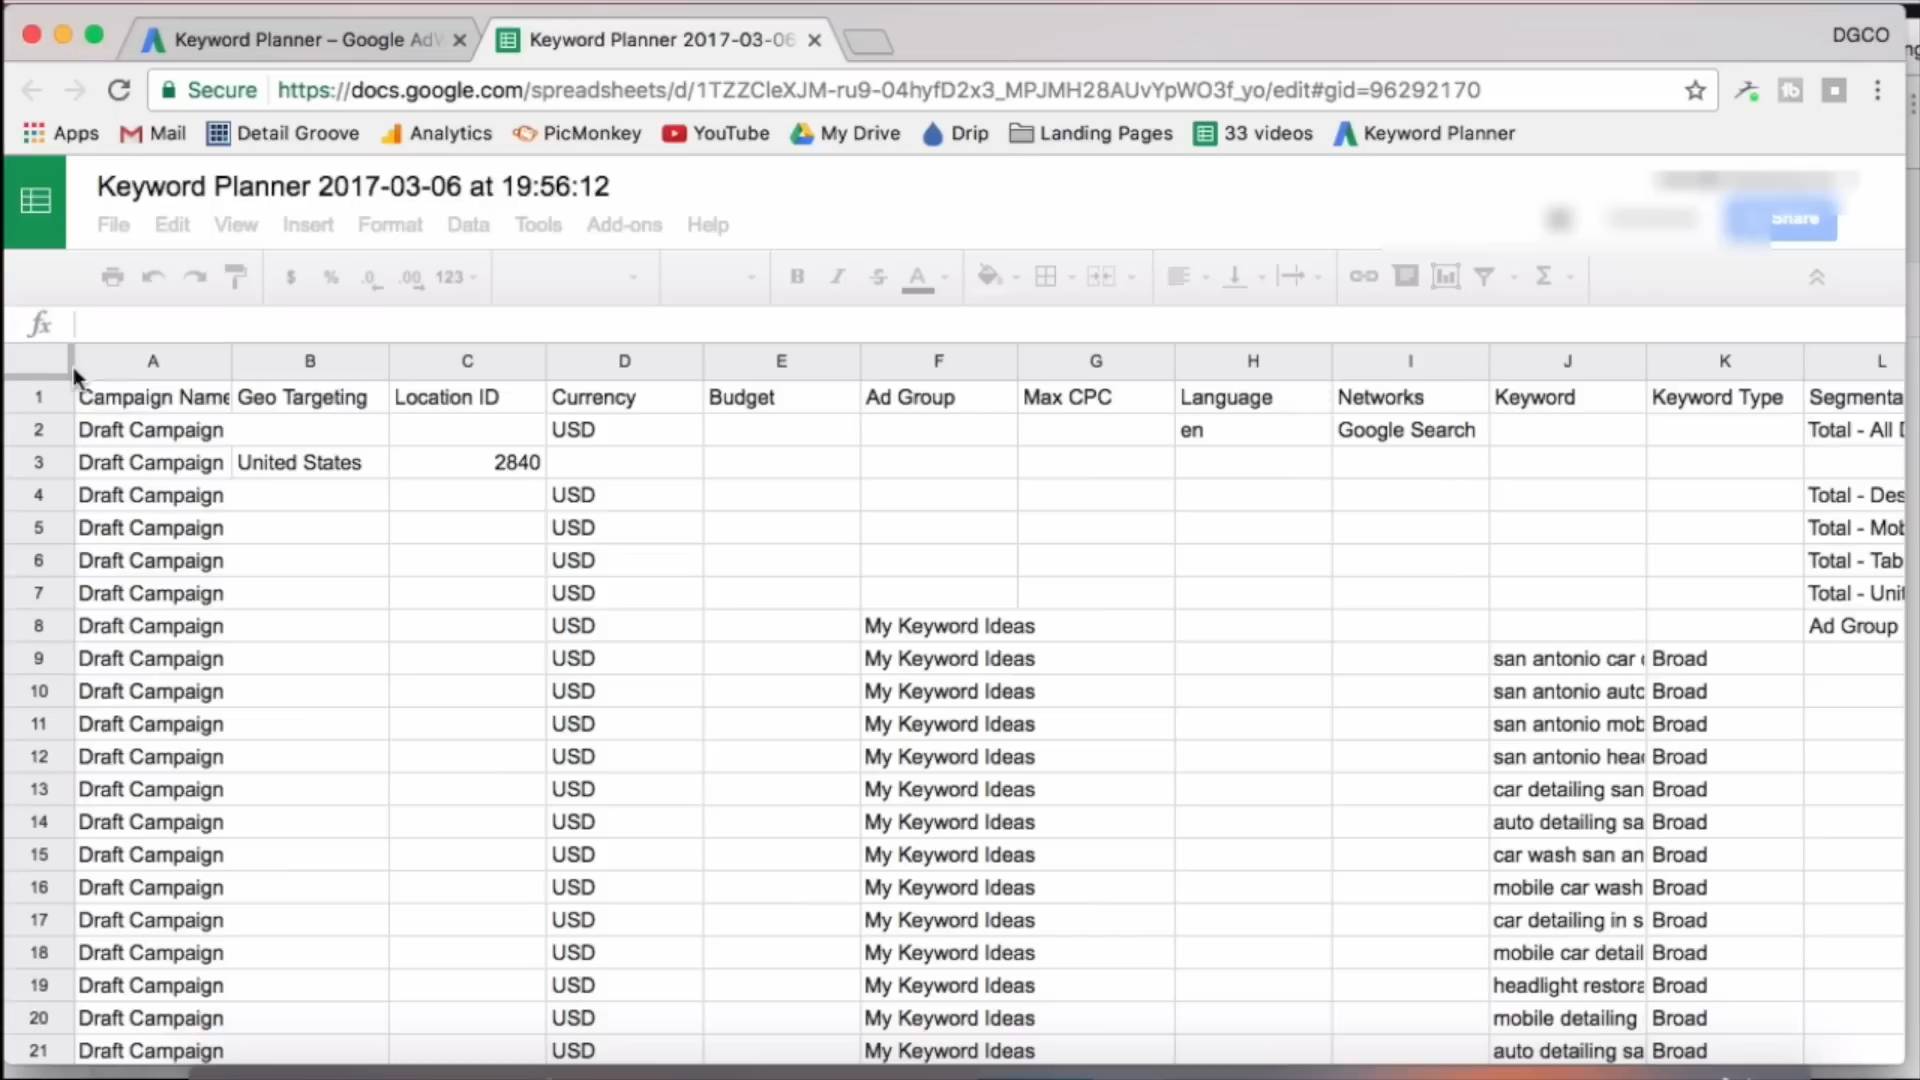 Keyword Planner – Google AdW
Keyword Planner 2017-03-06
DGCO
Secure
https://docs.google.com/spreadsheets/d/1TZZCleXJM-ru9-04hyfD2x3_MPJMH28AUvYpWO3f_yo/edit#gid=96292170
Apps Mail Detail Groove Analytics PicMonkey YouTube My Drive Drip Landing Pages 33 videos Keyword Planner
Keyword Planner 2017-03-06 at 19:56:12
File Edit View Insert Format Data Tools Add-ons Help
Share
$ % .0 .00 123 B I S A Σ
fx
A B C D E F G H I J K L
1 Campaign Name Geo Targeting Location ID Currency Budget Ad Group Max CPC Language Networks Keyword Keyword Type Segmenta
2 Draft Campaign USD en Google Search Total - All D
3 Draft Campaign United States 2840
4 Draft Campaign USD Total - Des
5 Draft Campaign USD Total - Mob
6 Draft Campaign USD Total - Tab
7 Draft Campaign USD Total - Unit
8 Draft Campaign USD My Keyword Ideas Ad Group
9 Draft Campaign USD My Keyword Ideas san antonio car Broad
10 Draft Campaign USD My Keyword Ideas san antonio auto Broad
11 Draft Campaign USD My Keyword Ideas san antonio mob Broad
12 Draft Campaign USD My Keyword Ideas san antonio hea Broad
13 Draft Campaign USD My Keyword Ideas car detailing san Broad
14 Draft Campaign USD My Keyword Ideas auto detailing sa Broad
15 Draft Campaign USD My Keyword Ideas car wash san an Broad
16 Draft Campaign USD My Keyword Ideas mobile car wash Broad
17 Draft Campaign USD My Keyword Ideas car detailing in s Broad
18 Draft Campaign USD My Keyword Ideas mobile car detail Broad
19 Draft Campaign USD My Keyword Ideas headlight restora Broad
20 Draft Campaign USD My Keyword Ideas mobile detailing Broad
21 Draft Campaign USD My Keyword Ideas auto detailing sa Broad